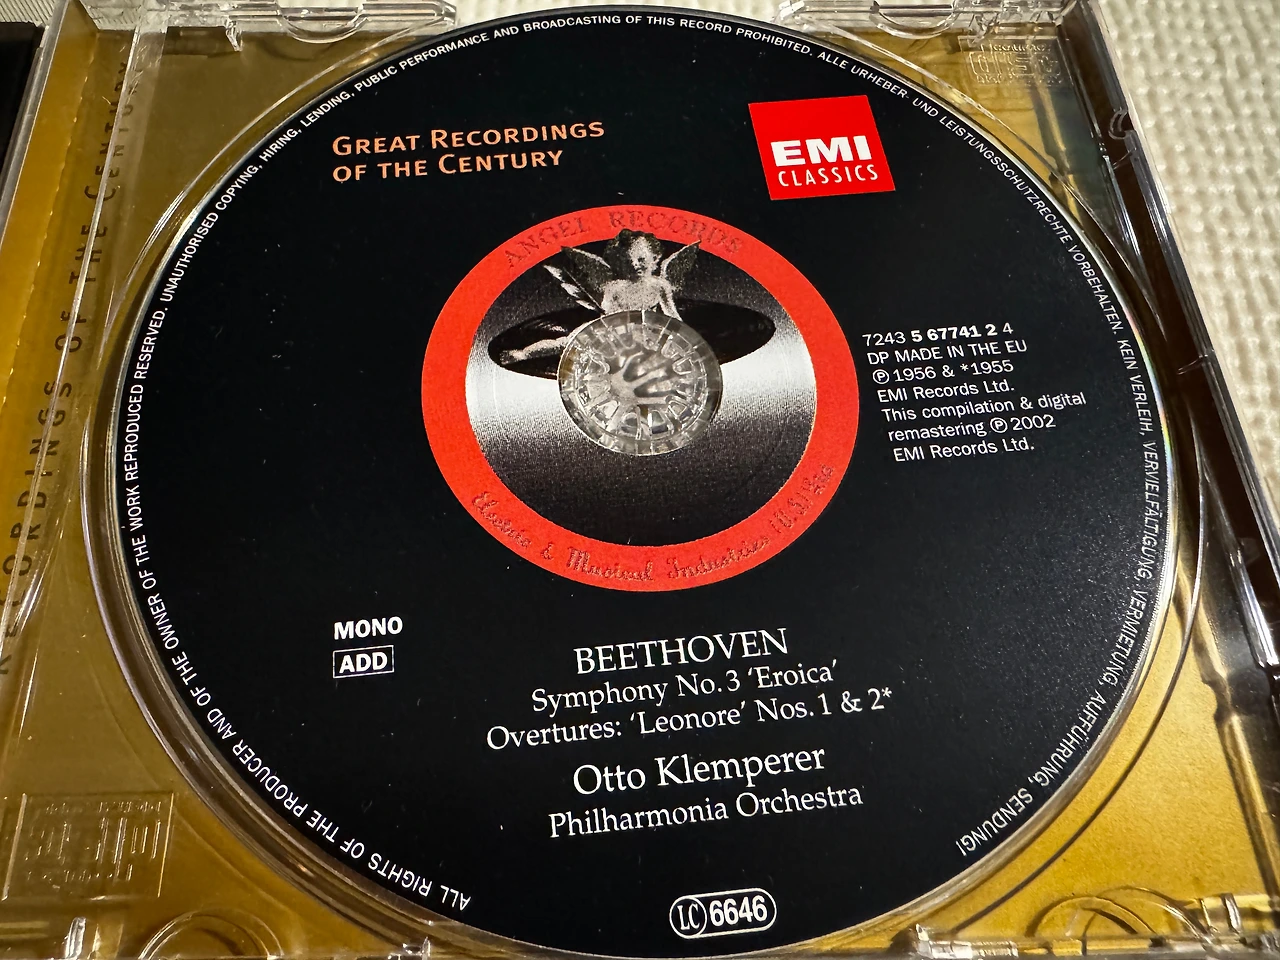 GREAT RECORDINGS
OF THE CENTURY
EMI
CLASSICS
ANGEL RECORDS
7243 5 67741 2 4
DP MADE IN THE EU
℗ 1956 & *1955
EMI Records Ltd.
This compilation & digital
remastering ℗ 2002
EMI Records Ltd.
Electric & Musical Industries (U.S.) Ltd
MONO
ADD
BEETHOVEN
Symphony No. 3 ‘Eroica’
Overtures: ‘Leonore’ Nos. 1 & 2*
Otto Klemperer
Philharmonia Orchestra
LC 6646
ALL RIGHTS OF THE PRODUCER AND OF THE OWNER OF THE WORK REPRODUCED RESERVED. UNAUTHORISED COPYING, HIRING, LENDING, PUBLIC PERFORMANCE AND BROADCASTING OF THIS RECORD PROHIBITED. ALLE URHEBER- UND LEISTUNGSSCHUTZRECHTE VORBEHALTEN. KEIN VERLEIH, VERVIELFÄLTIGUNG, VERMIETUNG, AUFFÜHRUNG, SENDUNG!
RECORDINGS OF THE CENTURY